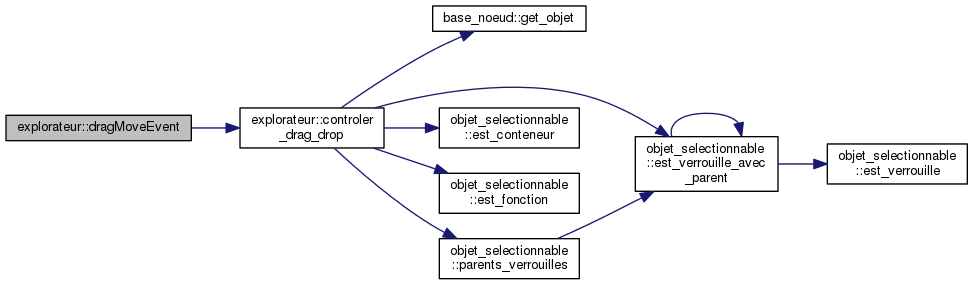 base_noeud::get_objet
explorateur::dragMoveEvent
explorateur::controler
_drag_drop
objet_selectionnable
::est_conteneur
objet_selectionnable
::est_fonction
objet_selectionnable
::parents_verrouilles
objet_selectionnable
::est_verrouille_avec
_parent
objet_selectionnable
::est_verrouille